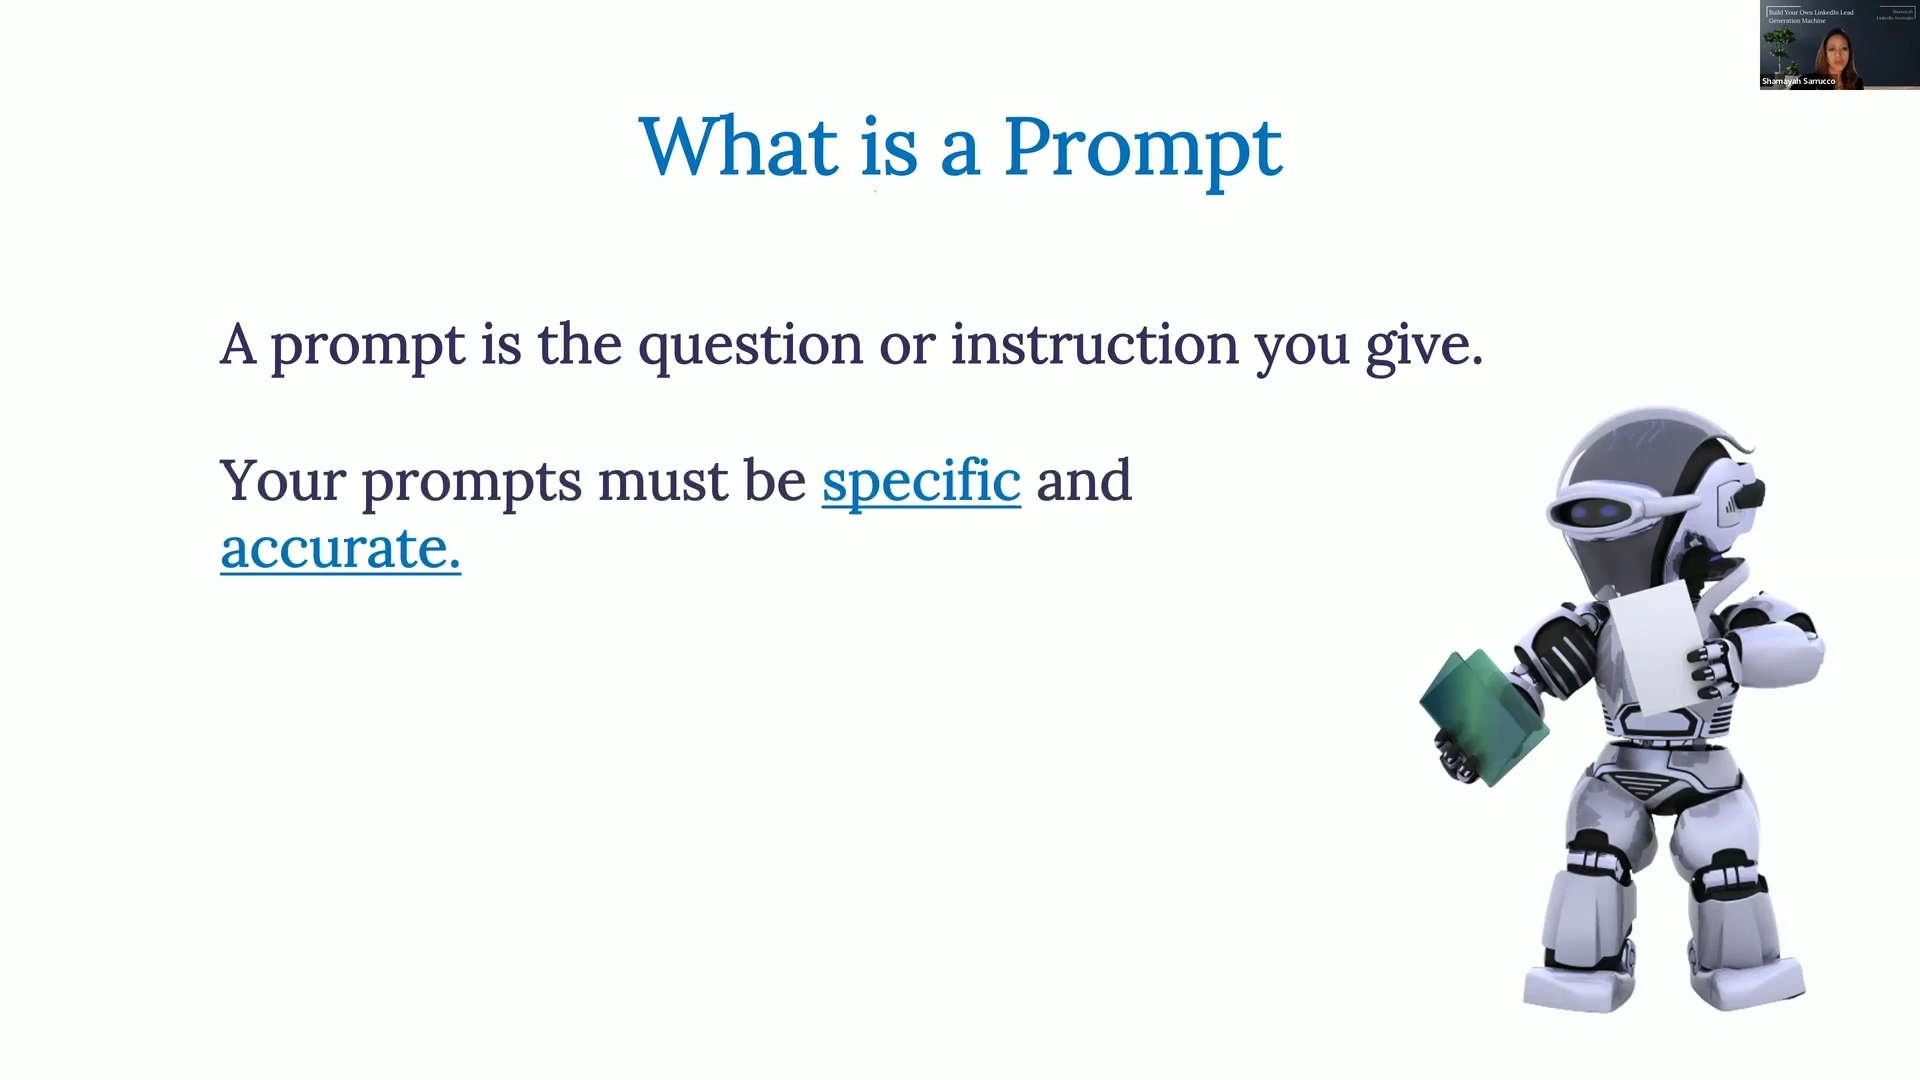 Build Your Own LinkedIn Lead
Generation Machine
Shamayah Sarrucco
What is a Prompt
A prompt is the question or instruction you give.
Your prompts must be specific and
accurate.